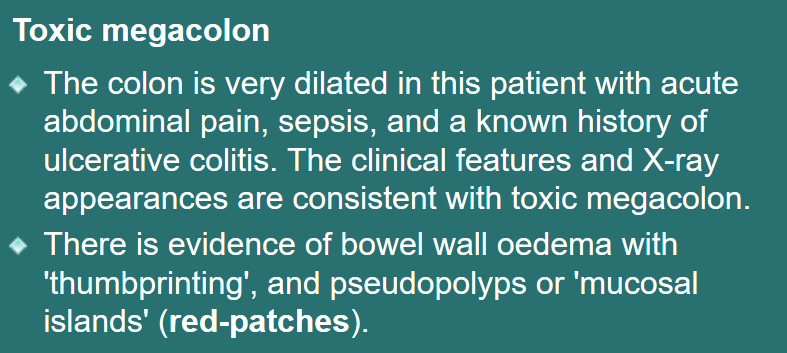 Toxic megacolon
The colon is very dilated in this patient with acute
abdominal pain, sepsis, and a known history of
ulcerative colitis. The clinical features and X-ray
appearances are consistent with toxic megacolon.
There is evidence of bowel wall oedema with
'thumbprinting', and pseudopolyps or 'mucosal
islands' (red-patches).